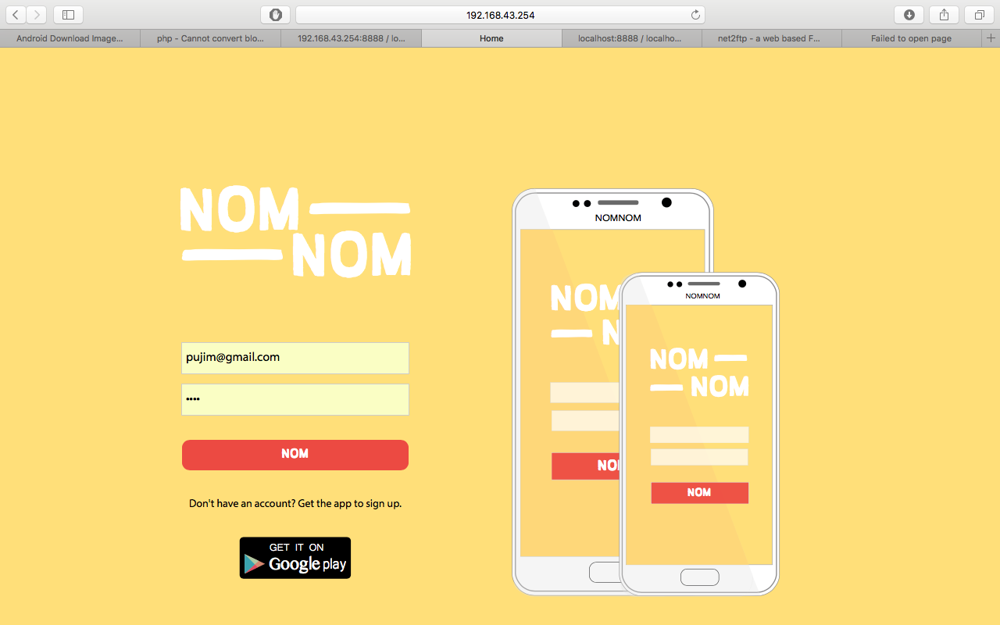 192.168.43.254
Android Download Image...
php - Cannot convert blo...
192.168.43.254:8888 / lo...
Home
localhost:8888 / localho...
net2ftp - a web based F...
Failed to open page
NOM
NOM
pujim@gmail.com
••••
NOM
Don't have an account? Get the app to sign up.
GET IT ON
Google play
NOMNOM
NOM
N
NO
NOMNOM
NOM
NOM
NOM